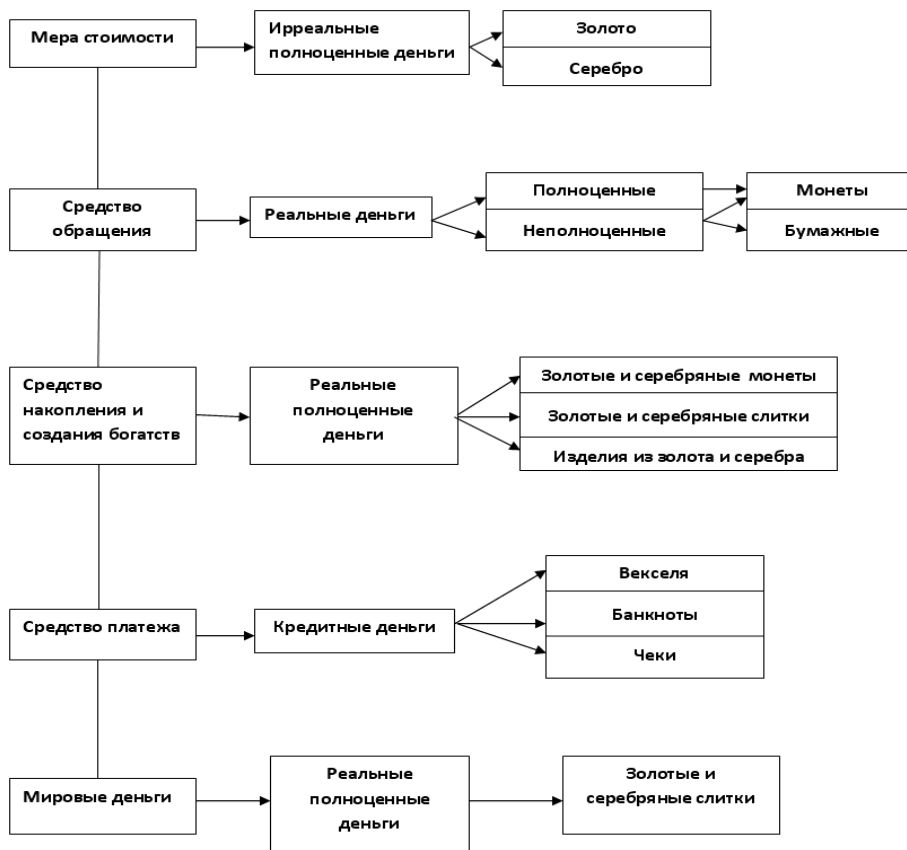 Мера стоимости
Ирреальные
полноценные деньги
Золото
Серебро
Средство
обращения
Реальные деньги
Полноценные
Неполноценные
Монеты
Бумажные
Средство
накопления и
создания богатств
Реальные
полноценные
деньги
Золотые и серебряные монеты
Золотые и серебряные слитки
Изделия из золота и серебра
Средство платежа
Кредитные деньги
Векселя
Банкноты
Чеки
Мировые деньги
Реальные
полноценные
деньги
Золотые и
серебряные слитки